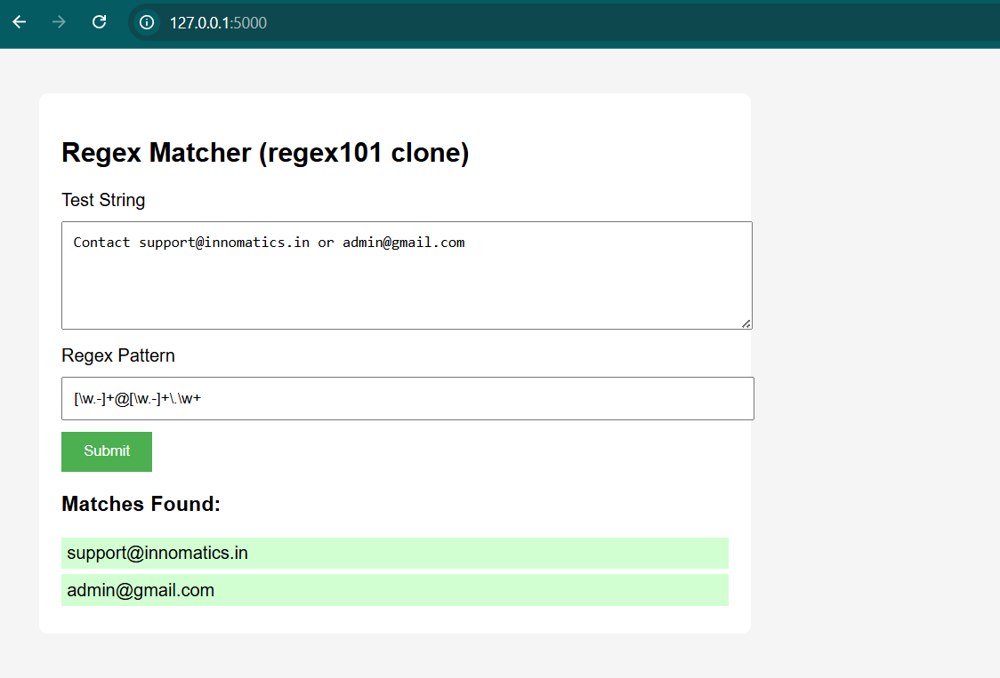 127.0.0.1:5000
Regex Matcher (regex101 clone)
Test String
Contact support@innomatics.in or admin@gmail.com
Regex Pattern
[\w.-]+@[\w.-]+\.\w+
Submit
Matches Found:
support@innomatics.in
admin@gmail.com